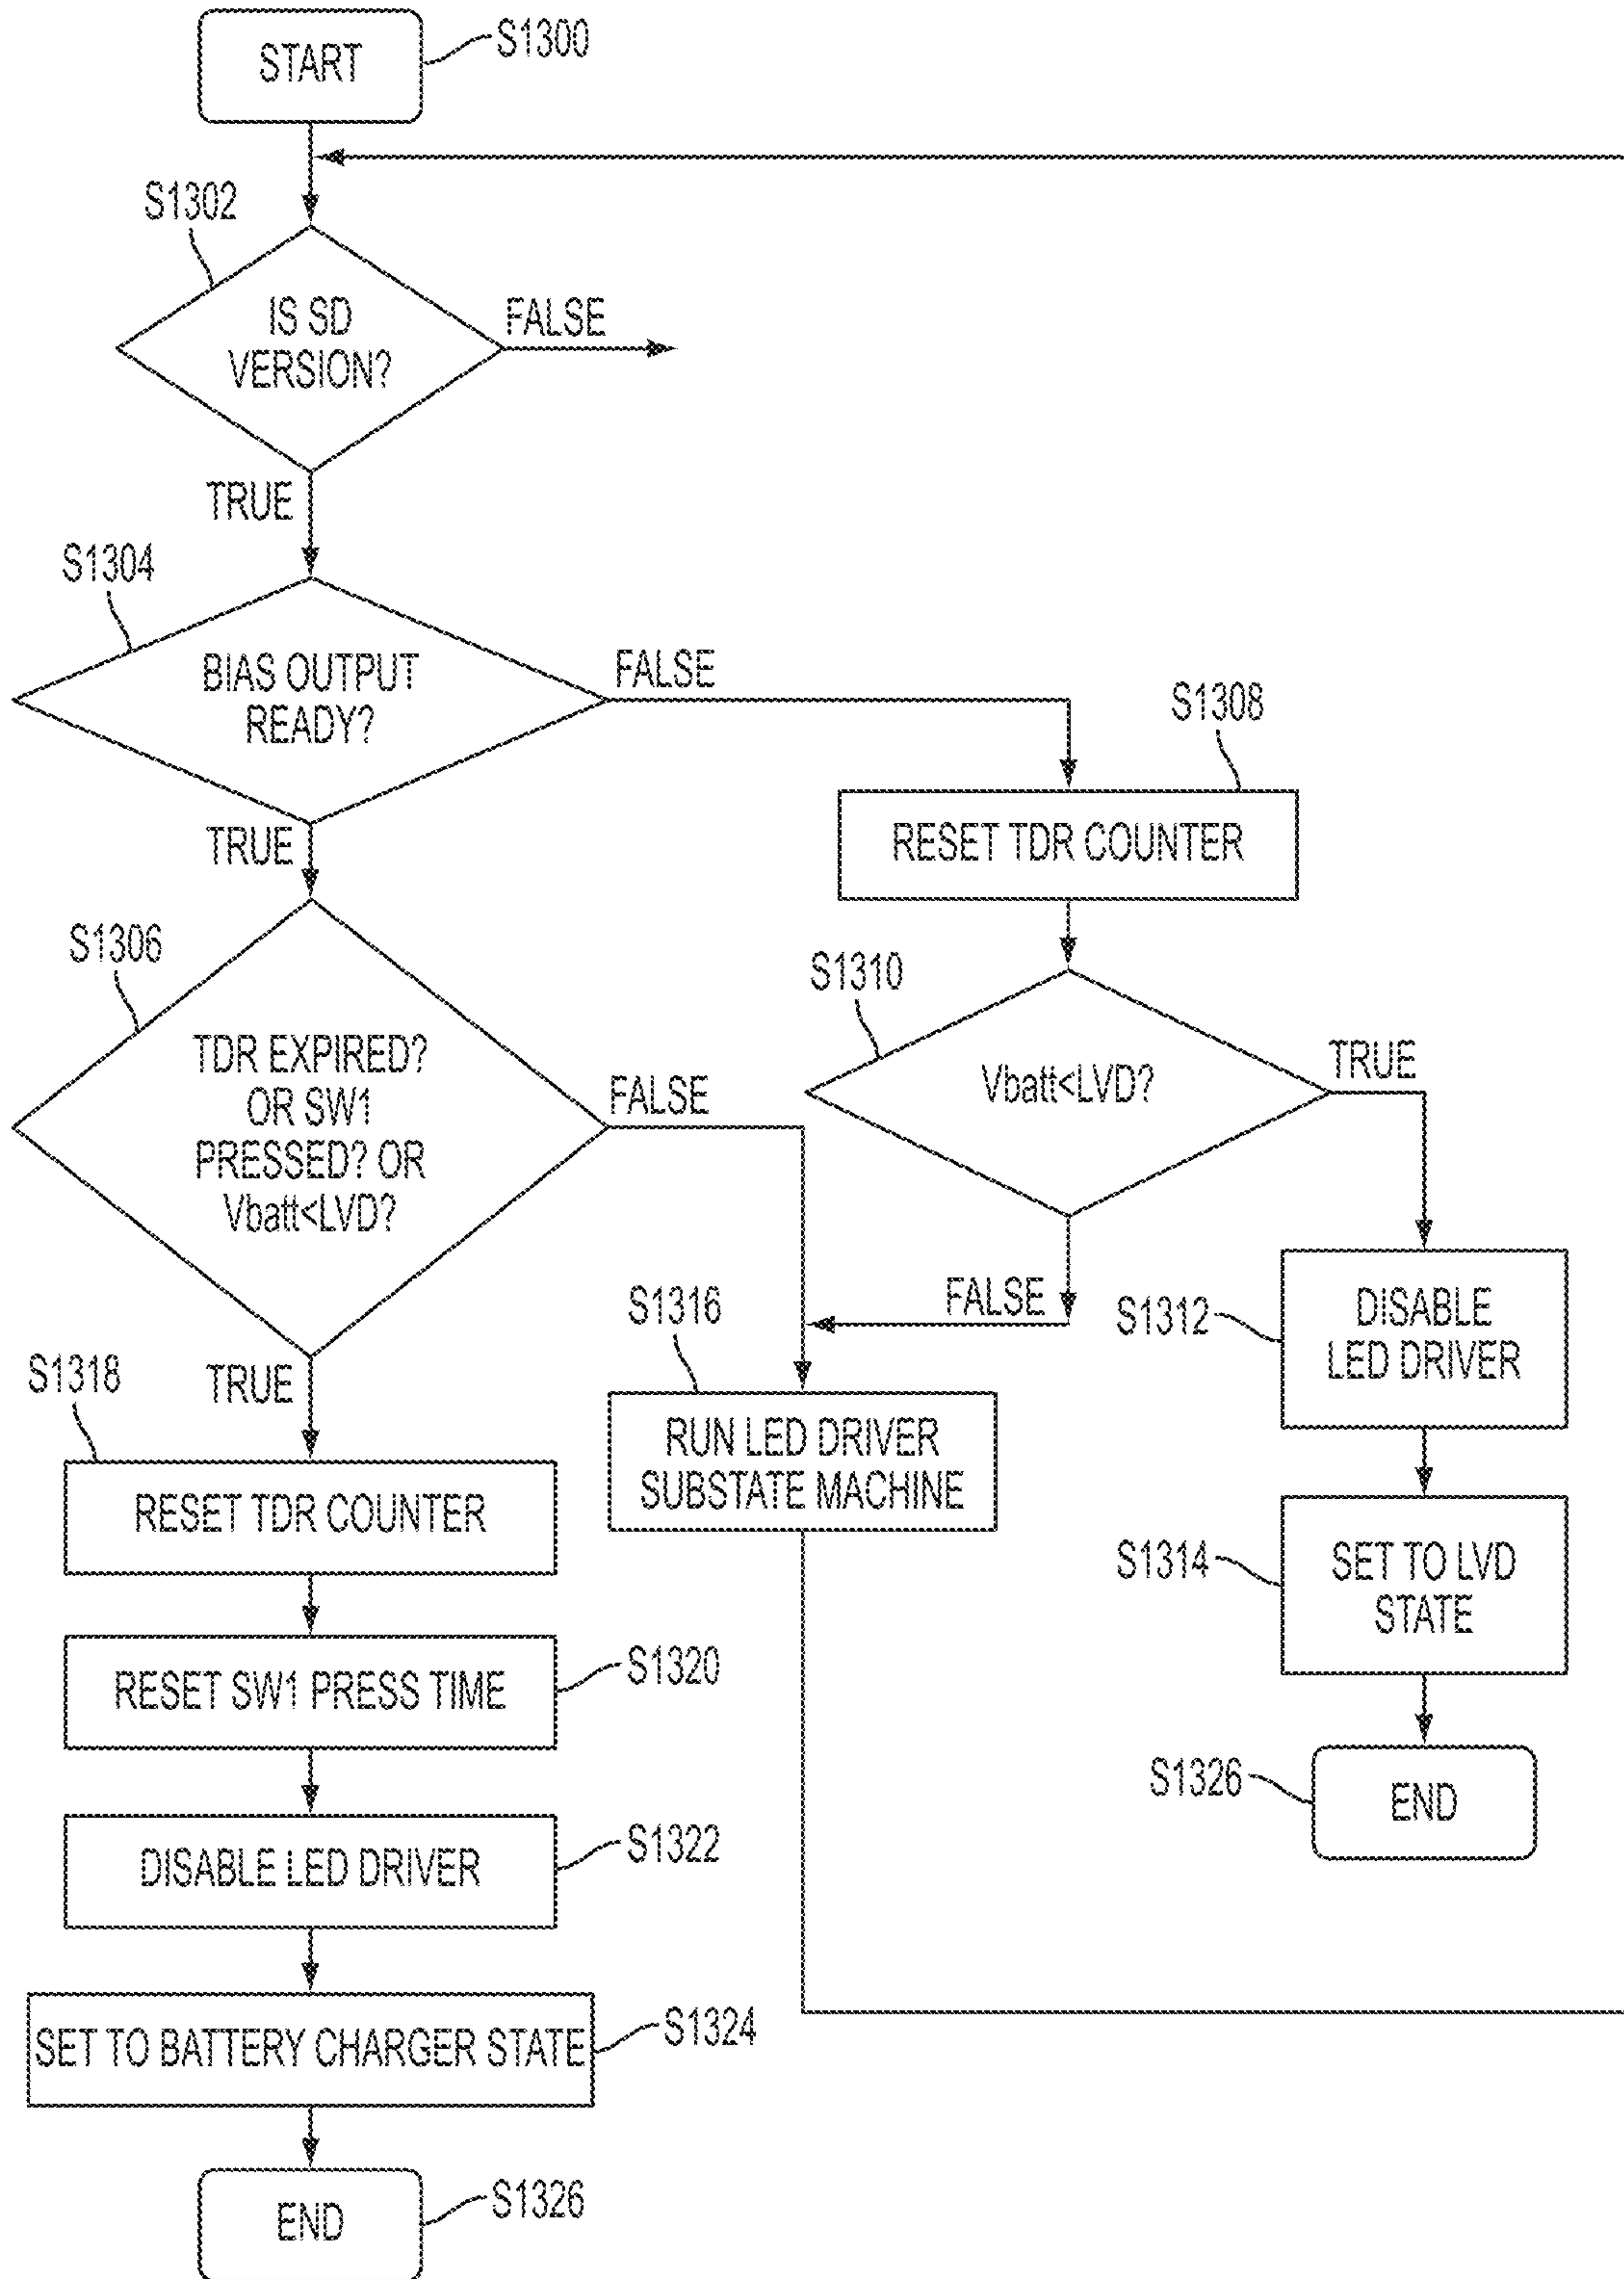 START
S1300
S1302
IS SD
VERSION?
FALSE
TRUE
S1304
BIAS OUTPUT
READY?
FALSE
S1308
RESET TDR COUNTER
TRUE
S1306
TDR EXPIRED?
OR SW1
PRESSED? OR
Vbatt<LVD?
FALSE
S1310
Vbatt<LVD?
TRUE
FALSE
S1312
DISABLE
LED DRIVER
S1316
RUN LED DRIVER
SUBSTATE MACHINE
TRUE
S1318
RESET TDR COUNTER
S1314
SET TO LVD
STATE
RESET SW1 PRESS TIME
S1320
S1326
END
DISABLE LED DRIVER
S1322
SET TO BATTERY CHARGER STATE
S1324
END
S1326